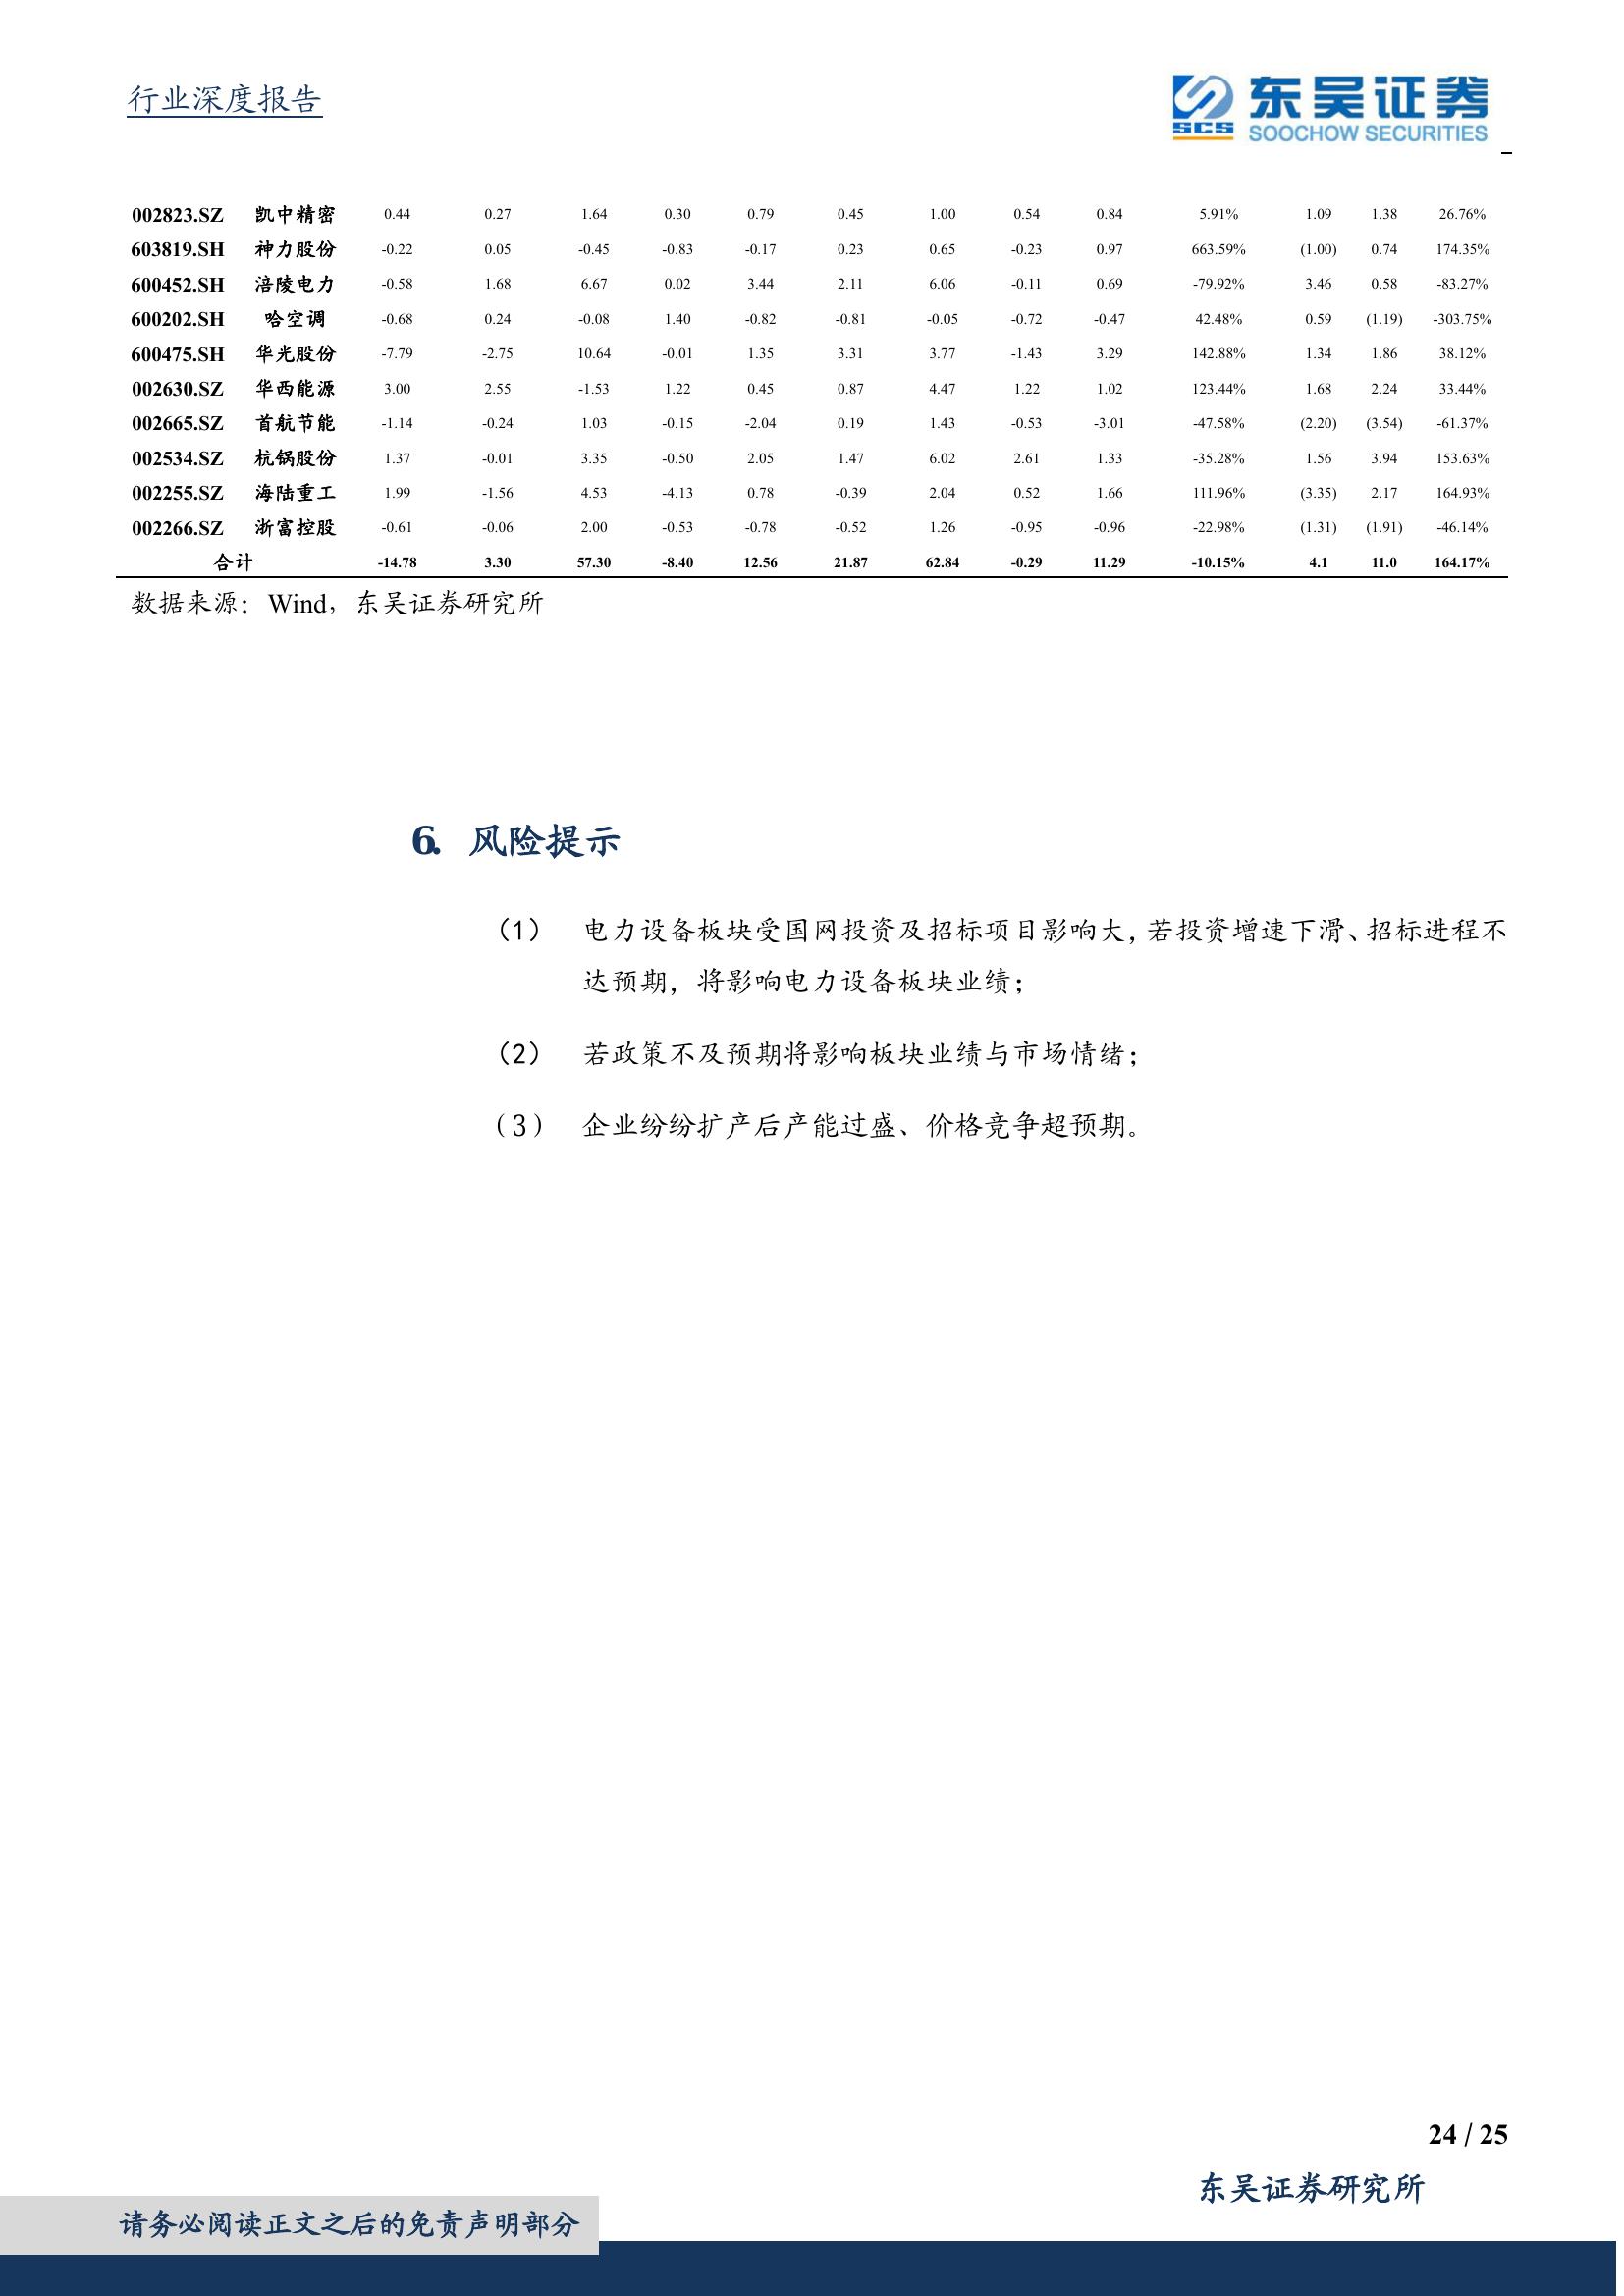 行业深度报告
SCS 东吴证券
SOOCHOW SECURITIES
002823.SZ 凯中精密 0.44 0.27 1.64 0.30 0.79 0.45 1.00 0.54 0.84 5.91% 1.09 1.38 26.76%
603819.SH 神力股份 -0.22 0.05 -0.45 -0.83 -0.17 0.23 0.65 -0.23 0.97 663.59% (1.00) 0.74 174.35%
600452.SH 涪陵电力 -0.58 1.68 6.67 0.02 3.44 2.11 6.06 -0.11 0.69 -79.92% 3.46 0.58 -83.27%
600202.SH 哈空调 -0.68 0.24 -0.08 1.40 -0.82 -0.81 -0.05 -0.72 -0.47 42.48% 0.59 (1.19) -303.75%
600475.SH 华光股份 -7.79 -2.75 10.64 -0.01 1.35 3.31 3.77 -1.43 3.29 142.88% 1.34 1.86 38.12%
002630.SZ 华西能源 3.00 2.55 -1.53 1.22 0.45 0.87 4.47 1.22 1.02 123.44% 1.68 2.24 33.44%
002665.SZ 首航节能 -1.14 -0.24 1.03 -0.15 -2.04 0.19 1.43 -0.53 -3.01 -47.58% (2.20) (3.54) -61.37%
002534.SZ 杭锅股份 1.37 -0.01 3.35 -0.50 2.05 1.47 6.02 2.61 1.33 -35.28% 1.56 3.94 153.63%
002255.SZ 海陆重工 1.99 -1.56 4.53 -4.13 0.78 -0.39 2.04 0.52 1.66 111.96% (3.35) 2.17 164.93%
002266.SZ 浙富控股 -0.61 -0.06 2.00 -0.53 -0.78 -0.52 1.26 -0.95 -0.96 -22.98% (1.31) (1.91) -46.14%
合计 -14.78 3.30 57.30 -8.40 12.56 21.87 62.84 -0.29 11.29 -10.15% 4.1 11.0 164.17%
数据来源：Wind，东吴证券研究所
6. 风险提示
（1） 电力设备板块受国网投资及招标项目影响大，若投资增速下滑、招标进程不
达预期，将影响电力设备板块业绩；
（2） 若政策不及预期将影响板块业绩与市场情绪；
（3） 企业纷纷扩产后产能过盛、价格竞争超预期。
24 / 25
东吴证券研究所
请务必阅读正文之后的免责声明部分